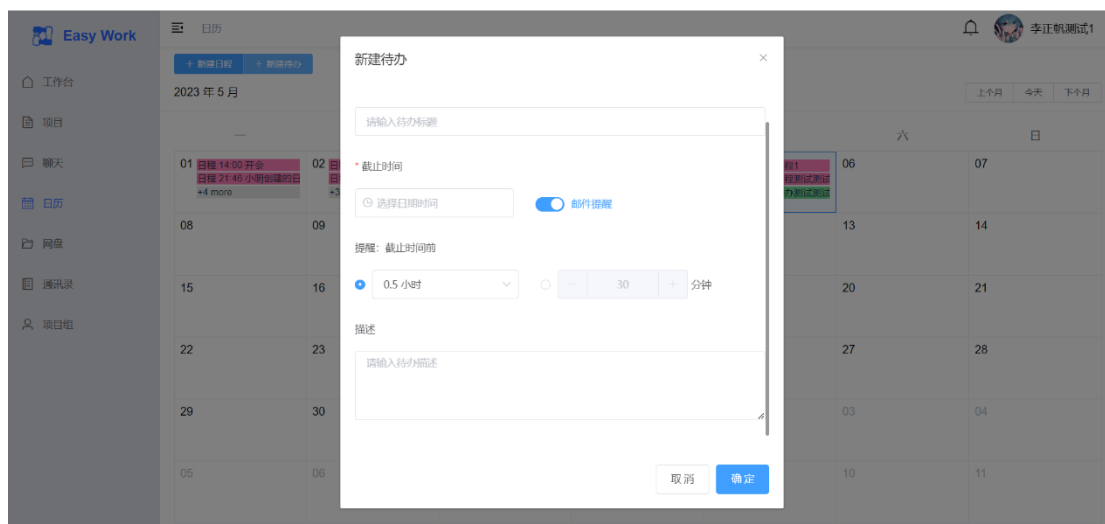 Easy Work
日历
李正帆测试1
工作台
项目
聊天
日历
网盘
通讯录
项目组
+ 新建日程 + 新建待办
2023 年 5 月
上个月 今天 下个月
一 六 日
01 日程 14:00 开会
日程 21:46 小明创建的日
+4 more
02
06 07
08 09 13 14
15 16 20 21
22 23 27 28
29 30 03 04
05 06 10 11
新建待办
请输入待办标题
* 截止时间
选择日期时间 邮件提醒
提醒：截止时间前
0.5 小时 − 30 + 分钟
描述
请输入待办描述
取消 确定